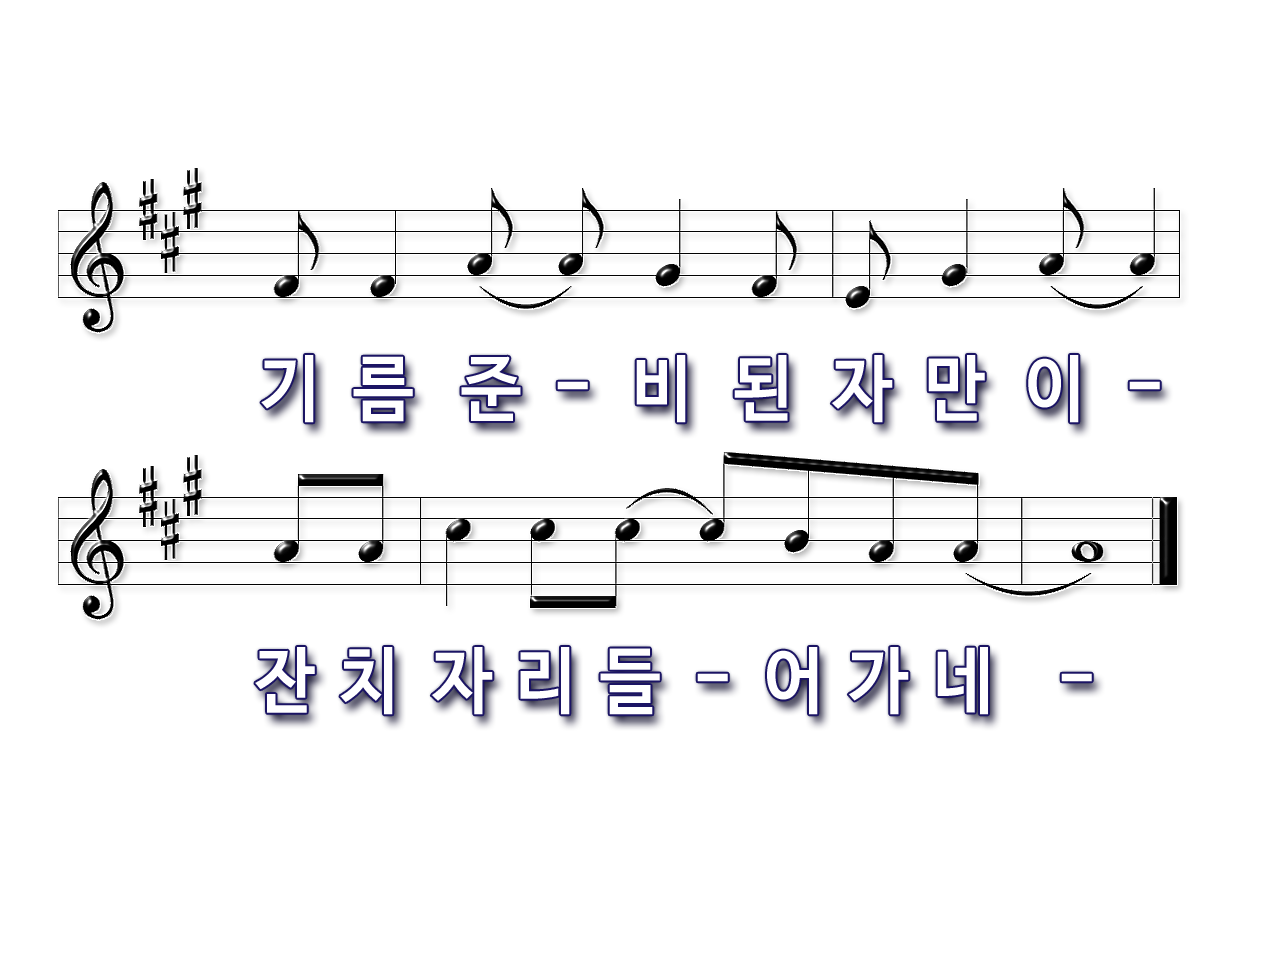 기 름 준 - 비 된 자 만 이 -
잔 치 자 리 들 - 어 가 네 -